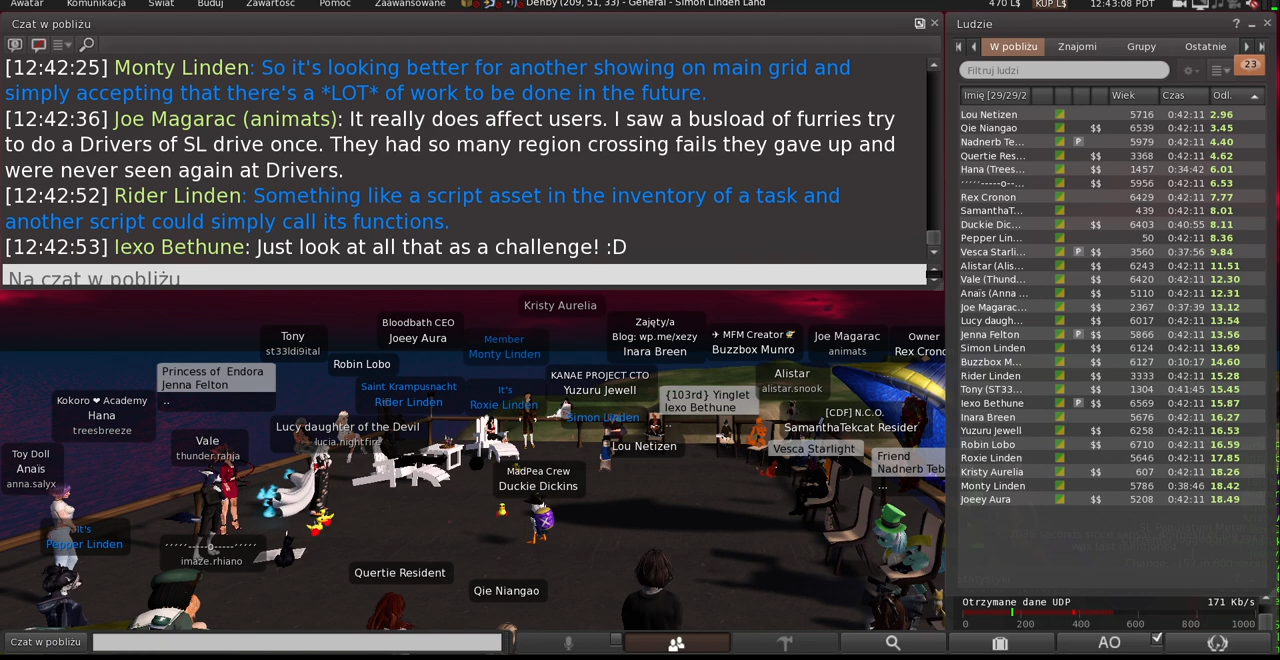 Awatar Komunikacja Świat Buduj Zawartość Pomoc Zaawansowane Denby (209, 51, 33) - General - Simon Linden Land 470 L$ KUP L$ 12:43:08 PDT
Czat w pobliżu
[12:42:25] Monty Linden: So it's looking better for another showing on main grid and
simply accepting that there's a *LOT* of work to be done in the future.
[12:42:36] Joe Magarac (animats): It really does affect users. I saw a busload of furries try
to do a Drivers of SL drive once. They had so many region crossing fails they gave up and
were never seen again at Drivers.
[12:42:52] Rider Linden: Something like a script asset in the inventory of a task and
another script could simply call its functions.
[12:42:53] Iexo Bethune: Just look at all that as a challenge! :D
Na czat w pobliżu
Kristy Aurelia
Bloodbath CEO
Joeey Aura
Zajęty/a
Blog: wp.me/xezy
Inara Breen
✈ MFM Creator
Buzzbox Munro
Joe Magarac
animats
Owner
Rex Crono
Tony
st33ldi9ital
Member
Monty Linden
Robin Lobo
Princess of Endora
Jenna Felton
..
Saint Krampusnacht
Rider Linden
It's
Roxie Linden
KANAE PROJECT CTO
Yuzuru Jewell
Alistar
alistar.snook
{103rd} Yinglet
Iexo Bethune
Kokoro ❤ Academy
Hana
treesbreeze
Simon Linden
[CDF] N.C.O.
SamanthaTekcat Resider
Lucy daughter of the Devil
lucia.nightfire
Vale
thunder.rahja
Lou Netizen
Vesca Starlight
Toy Doll
Anaïs
anna.salyx
MadPea Crew
Duckie Dickins
Friend
Nadnerb Teb
...
It's
Pepper Linden
′′′′′-----o-----′′′′′
imaze.rhiano
Quertie Resident
Qie Niangao
Czat w pobliżu
AO
Ludzie
W pobliżu Znajomi Grupy Ostatnie
Filtruj ludzi
23
Imię [29/29/2 Wiek Czas Odl.
Lou Netizen 5716 0:42:11 2.96
Qie Niangao $$ 6539 0:42:11 3.45
Nadnerb Te... P 5979 0:42:11 4.40
Quertie Res... $$ 3368 0:42:11 4.62
Hana (Trees... $$ 1457 0:34:42 6.01
′′′′′-----o--... $$ 5956 0:42:11 6.53
Rex Cronon 6429 0:42:11 7.77
SamanthaT... 439 0:42:11 8.01
Duckie Dic... $$ 6403 0:40:55 8.11
Pepper Lin... 50 0:42:11 8.36
Vesca Starli... P $$ 3560 0:37:56 9.84
Alistar (Alis... $$ 6243 0:42:11 11.51
Vale (Thund... $$ 6420 0:42:11 12.30
Anaïs (Anna ... $$ 5110 0:42:11 12.31
Joe Magarac... $$ 2367 0:37:39 13.12
Lucy daugh... $$ 6017 0:42:11 13.54
Jenna Felton P $$ 5866 0:42:11 13.56
Simon Linden $$ 6124 0:42:11 13.69
Buzzbox M... $$ 6127 0:10:17 14.60
Rider Linden $$ 3333 0:42:11 15.28
Tony (ST33... $$ 1304 0:41:45 15.45
Iexo Bethune P $$ 6569 0:42:11 15.87
Inara Breen 5676 0:42:11 16.27
Yuzuru Jewell $$ 6258 0:42:11 16.53
Robin Lobo $$ 6710 0:42:11 16.59
Roxie Linden 5646 0:42:11 17.85
Kristy Aurelia $$ 607 0:42:11 18.26
Monty Linden 5786 0:38:46 18.42
Joeey Aura $$ 5208 0:42:11 18.49
Otrzymane dane UDP 171 Kb/s
0 200 400 600 800 1000